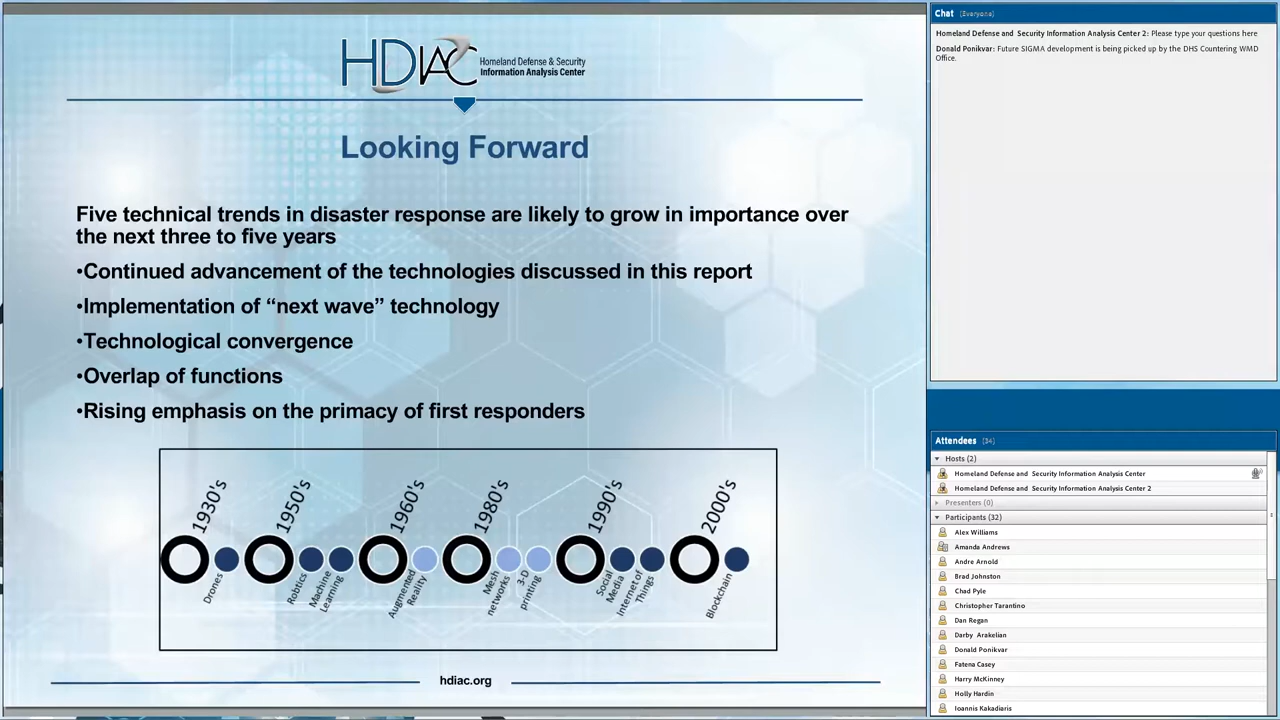 HDIAC
Homeland Defense & Security
Information Analysis Center
Looking Forward
Five technical trends in disaster response are likely to grow in importance over
the next three to five years
•Continued advancement of the technologies discussed in this report
•Implementation of “next wave” technology
•Technological convergence
•Overlap of functions
•Rising emphasis on the primacy of first responders
1930's
1950's
1960's
1980's
1990's
2000's
Drones
Robtics
Machine
Learning
Augmented
Reality
Mesh
networks
3-D
printing
Social
Media
Internet of
Things
Blockchain
hdiac.org
Chat (Everyone)
Homeland Defense and Security Information Analysis Center 2: Please type your questions here
Donald Ponikvar: Future SIGMA development is being picked up by the DHS Countering WMD
Office.
Attendees (34)
Hosts (2)
Homeland Defense and Security Information Analysis Center
Homeland Defense and Security Information Analysis Center 2
Presenters (0)
Participants (32)
Alex Williams
Amanda Andrews
Andre Arnold
Brad Johnston
Chad Pyle
Christopher Tarantino
Dan Regan
Darby Arakelian
Donald Ponikvar
Fatena Casey
Harry McKinney
Holly Hardin
Ioannis Kakadiaris